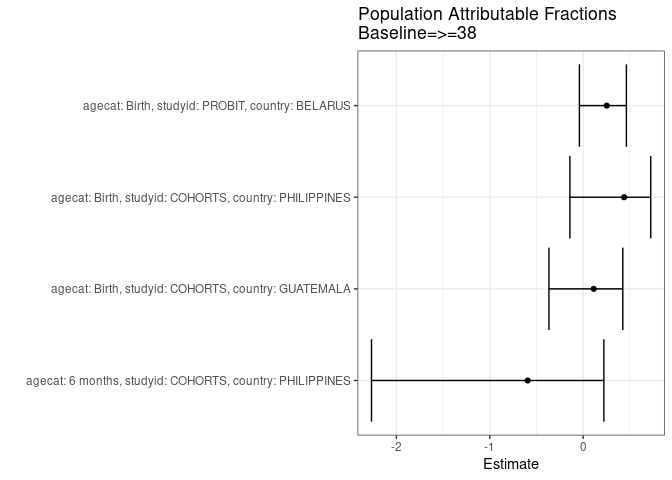 Population Attributable Fractions
Baseline=>=38
agecat: Birth, studyid: PROBIT, country: BELARUS
agecat: Birth, studyid: COHORTS, country: PHILIPPINES
agecat: Birth, studyid: COHORTS, country: GUATEMALA
agecat: 6 months, studyid: COHORTS, country: PHILIPPINES
-2 -1 0
Estimate